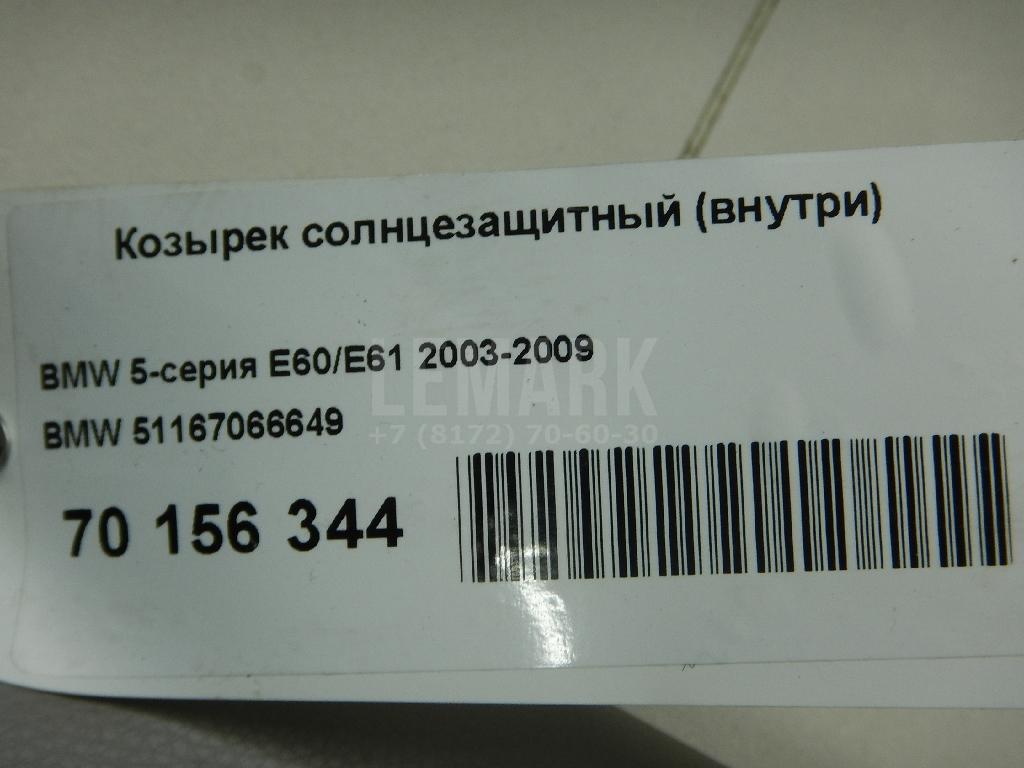 Козырек солнцезащитный (внутри)
BMW 5-серия E60/E61 2003-2009
LEMARK
BMW 51167066649
+7 (8172) 70-60-30
70 156 344